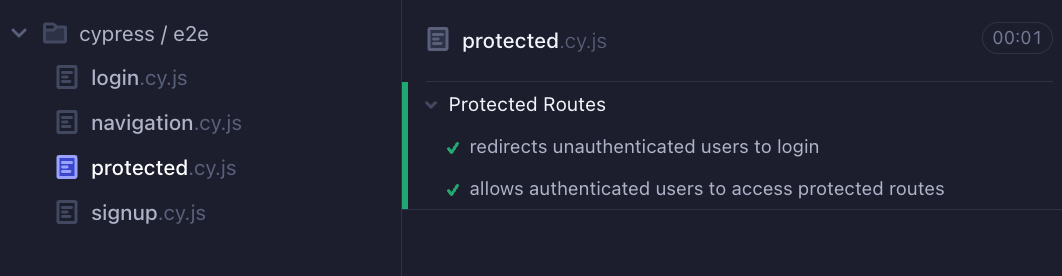 cypress / e2e
login.cy.js
navigation.cy.js
protected.cy.js
signup.cy.js
protected.cy.js
00:01
Protected Routes
redirects unauthenticated users to login
allows authenticated users to access protected routes